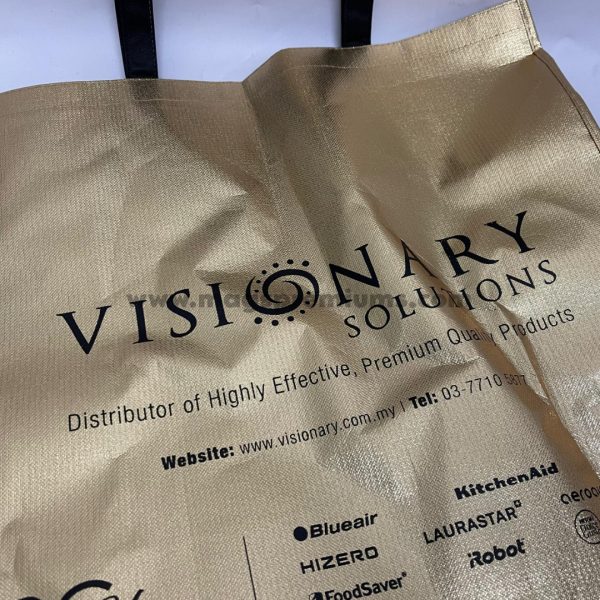 VISIONARY
SOLUTIONS
Distributor of Highly Effective, Premium Quality Products
Website: www.visionary.com.my | Tel: 03-7710
KitchenAid
Blueair
LAURASTAR
HIZERO
iRobot
FoodSaver®